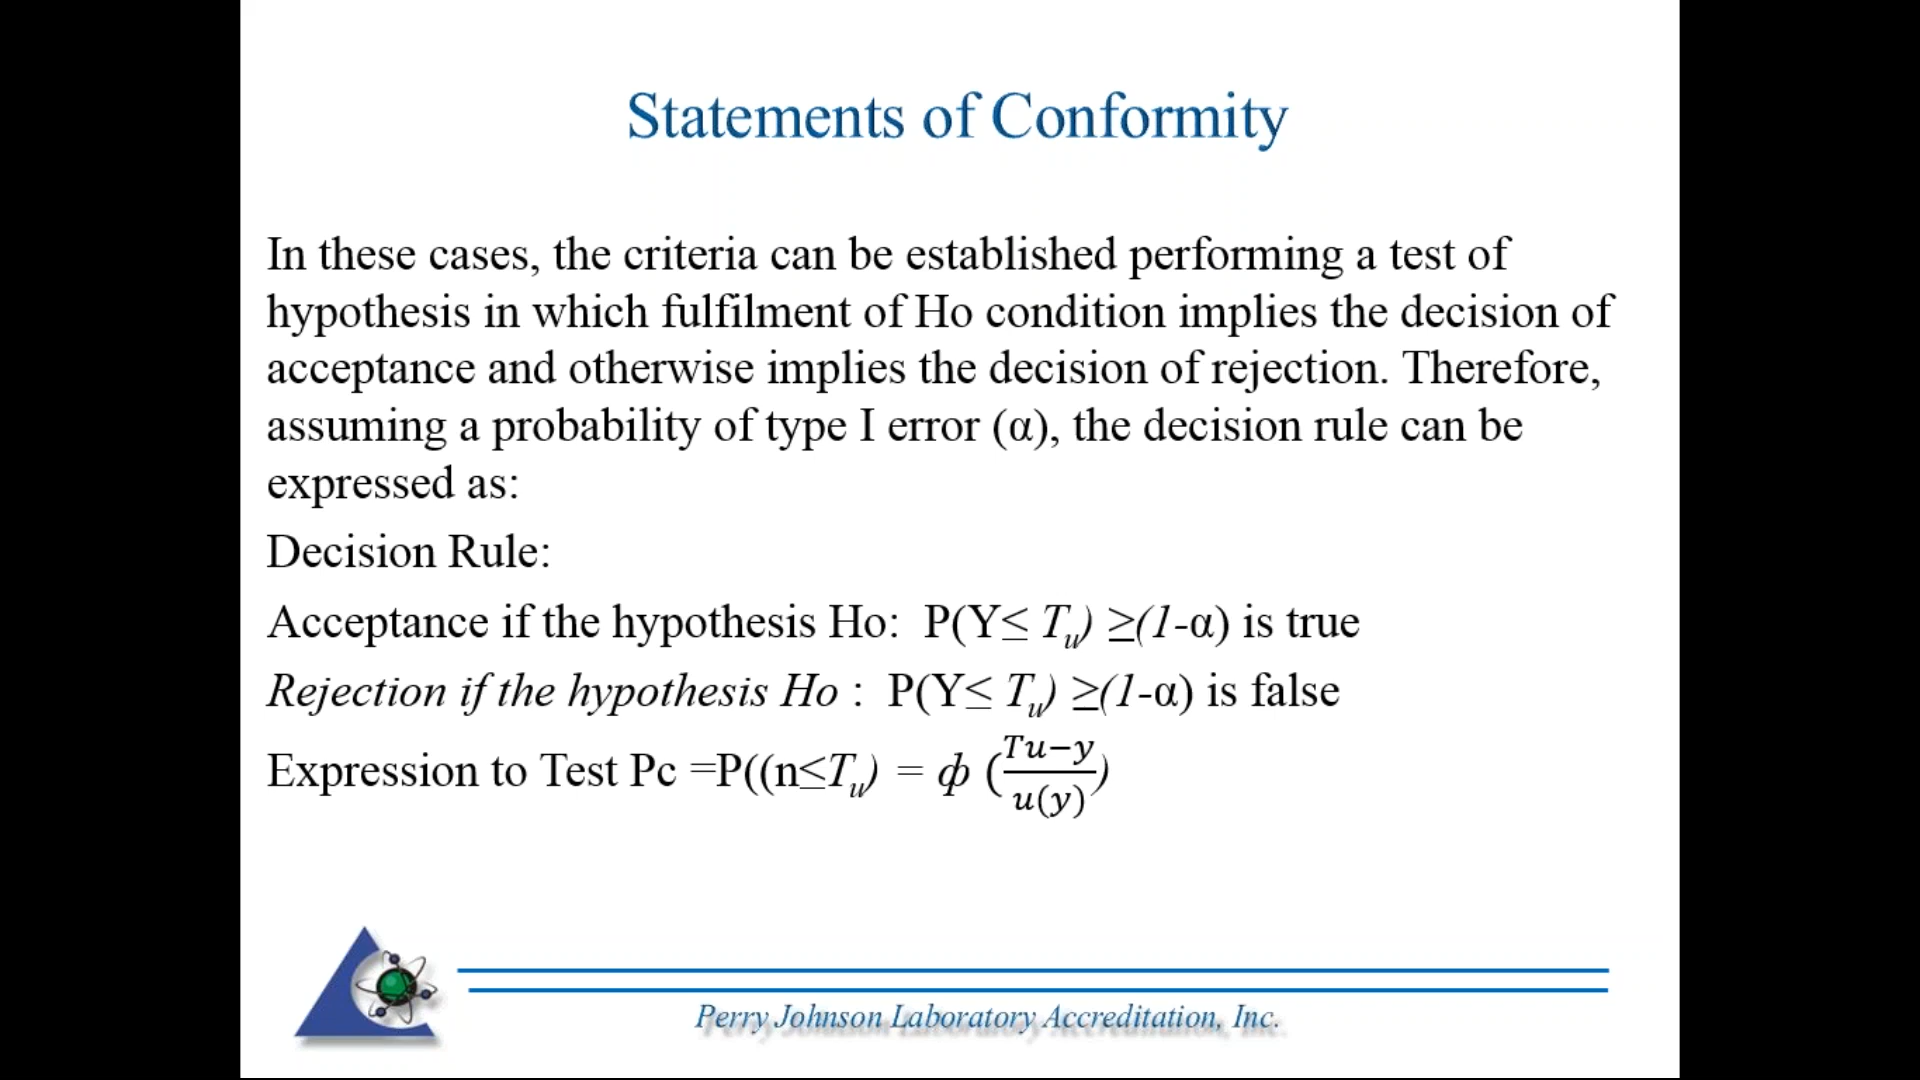 Statements of Conformity
In these cases, the criteria can be established performing a test of
hypothesis in which fulfilment of Ho condition implies the decision of
acceptance and otherwise implies the decision of rejection. Therefore,
assuming a probability of type I error (α), the decision rule can be
expressed as:
Decision Rule:
Acceptance if the hypothesis Ho: P(Y≤ Tu) ≥(1-α) is true
Rejection if the hypothesis Ho : P(Y≤ Tu) ≥(1-α) is false
Expression to Test Pc =P((n≤Tu) = ф (Tu−y/u(y))
Perry Johnson Laboratory Accreditation, Inc.